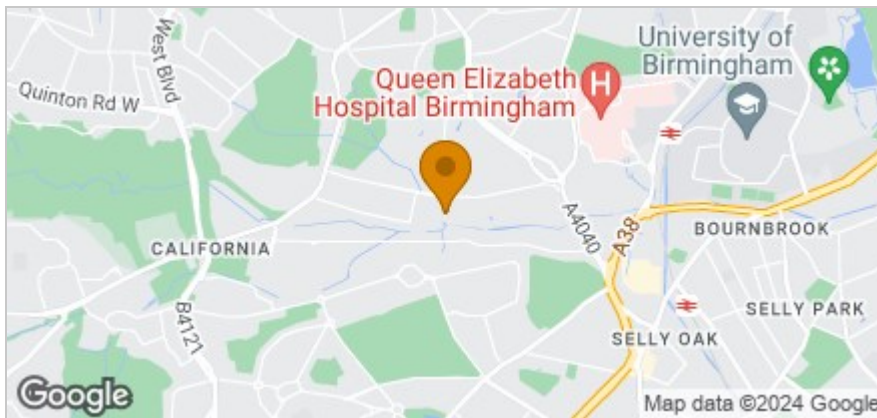 West Blvd
Quinton Rd W
University of
Birmingham
Queen Elizabeth
Hospital Birmingham
H
A4040
A38
BOURNBROOK
CALIFORNIA
B4121
SELLY PARK
SELLY OAK
Google
Map data ©2024 Google